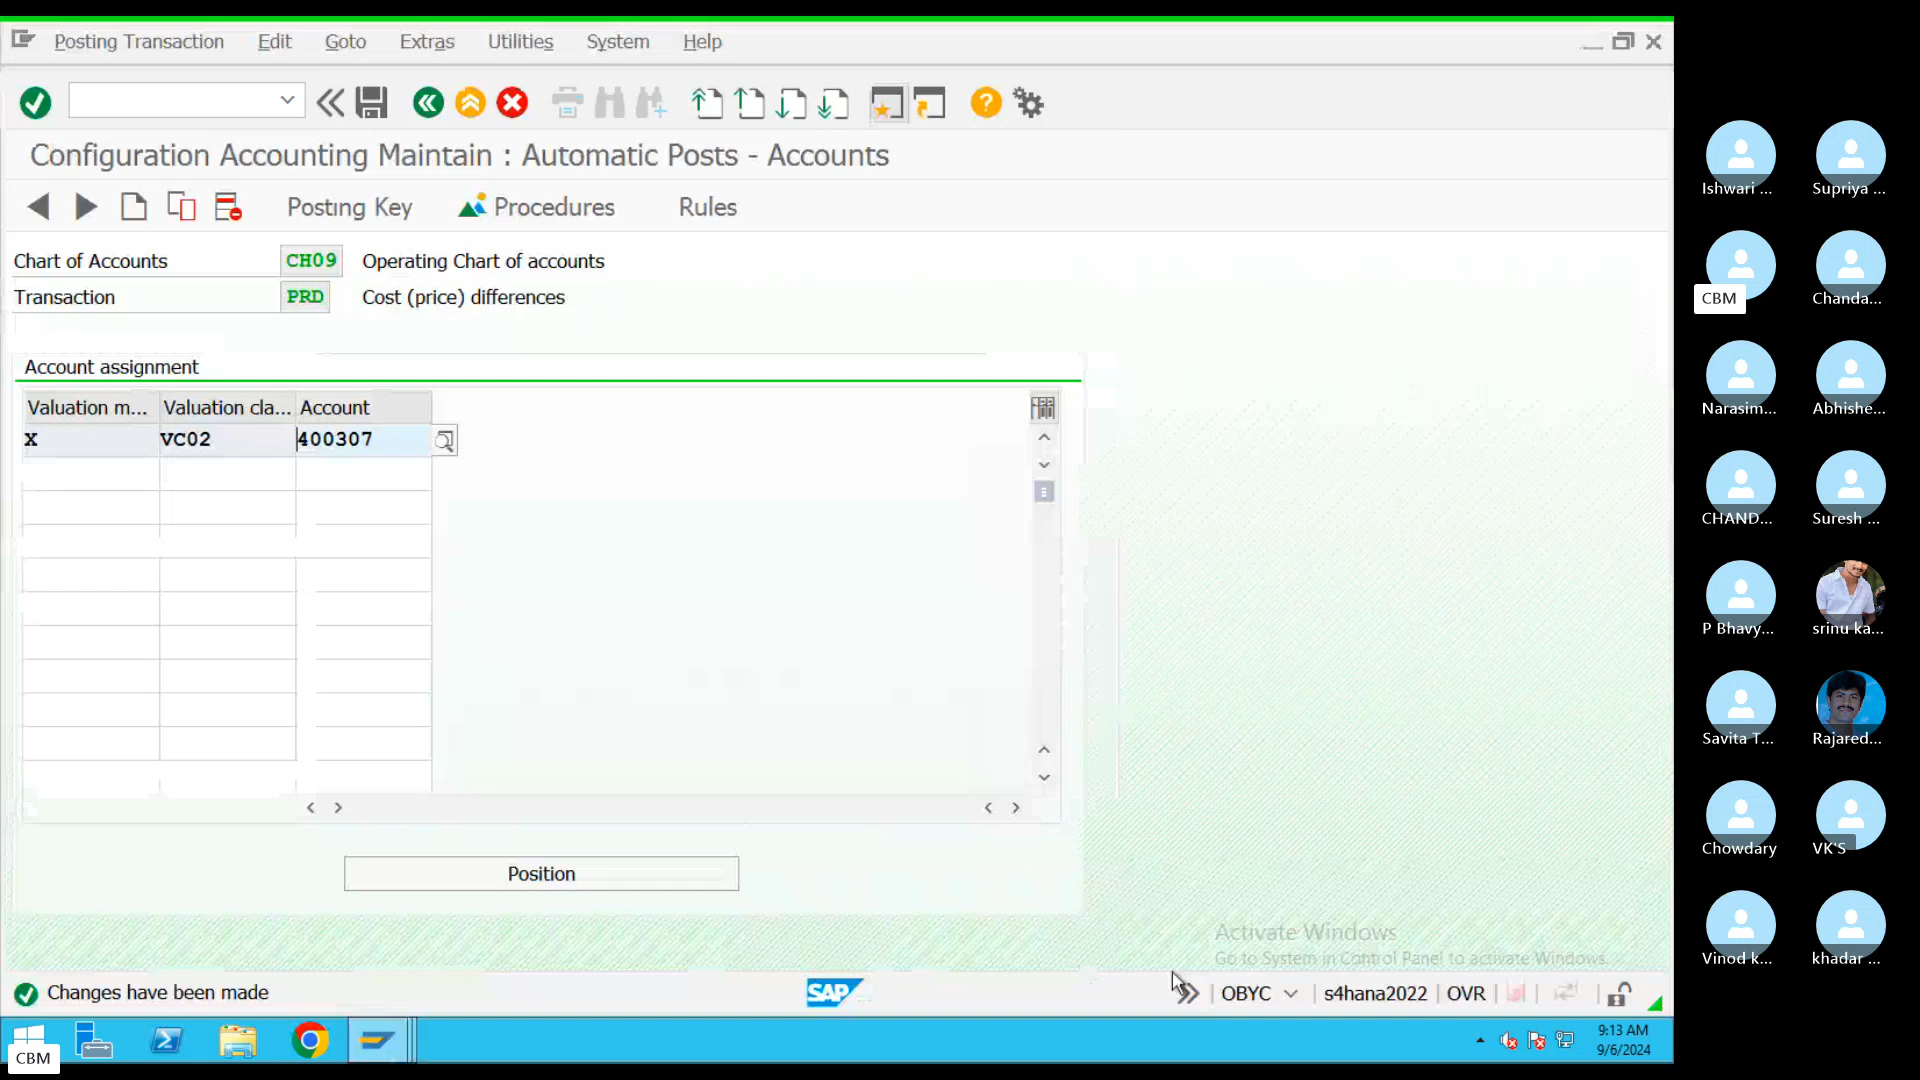 Posting Transaction Edit Goto Extras Utilities System Help
Configuration Accounting Maintain : Automatic Posts - Accounts
Posting Key Procedures Rules
Chart of Accounts CH09 Operating Chart of accounts
Transaction PRD Cost (price) differences
Account assignment
Valuation m... Valuation cla... Account
X VC02 400307
Position
Activate Windows
Go to System in Control Panel to activate Windows.
Changes have been made SAP OBYC s4hana2022 OVR
9:13 AM
9/6/2024
CBM
Ishwari ... Supriya ...
CBM Chanda...
Narasim... Abhishe...
CHAND... Suresh ...
P Bhavy... srinu ka...
Savita T... Rajared...
Chowdary VK'S
Vinod k... khadar ...